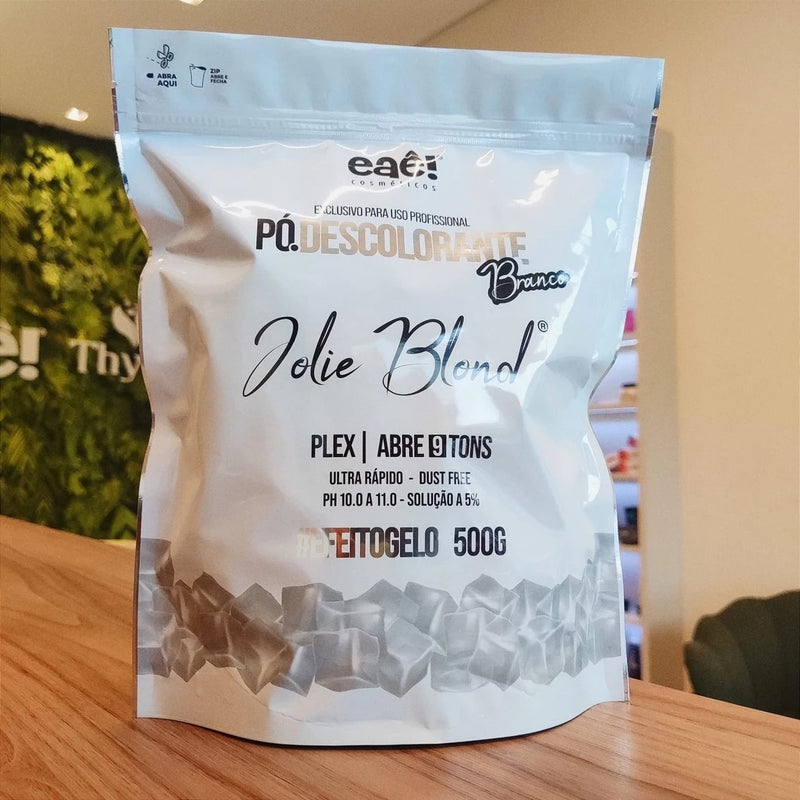 ABRA
AQUI
ZIP
ABRE E
FECHA
eaê!
cosméticos
EXCLUSIVO PARA USO PROFISSIONAL
PÓ.DESCOLORANTE.
Branco
Jolie Blond®
PLEX | ABRE 9 TONS
ULTRA RÁPIDO - DUST FREE
PH 10.0 A 11.0 - SOLUÇÃO A 5%
#EFEITOGELO 500G
ê! Thy